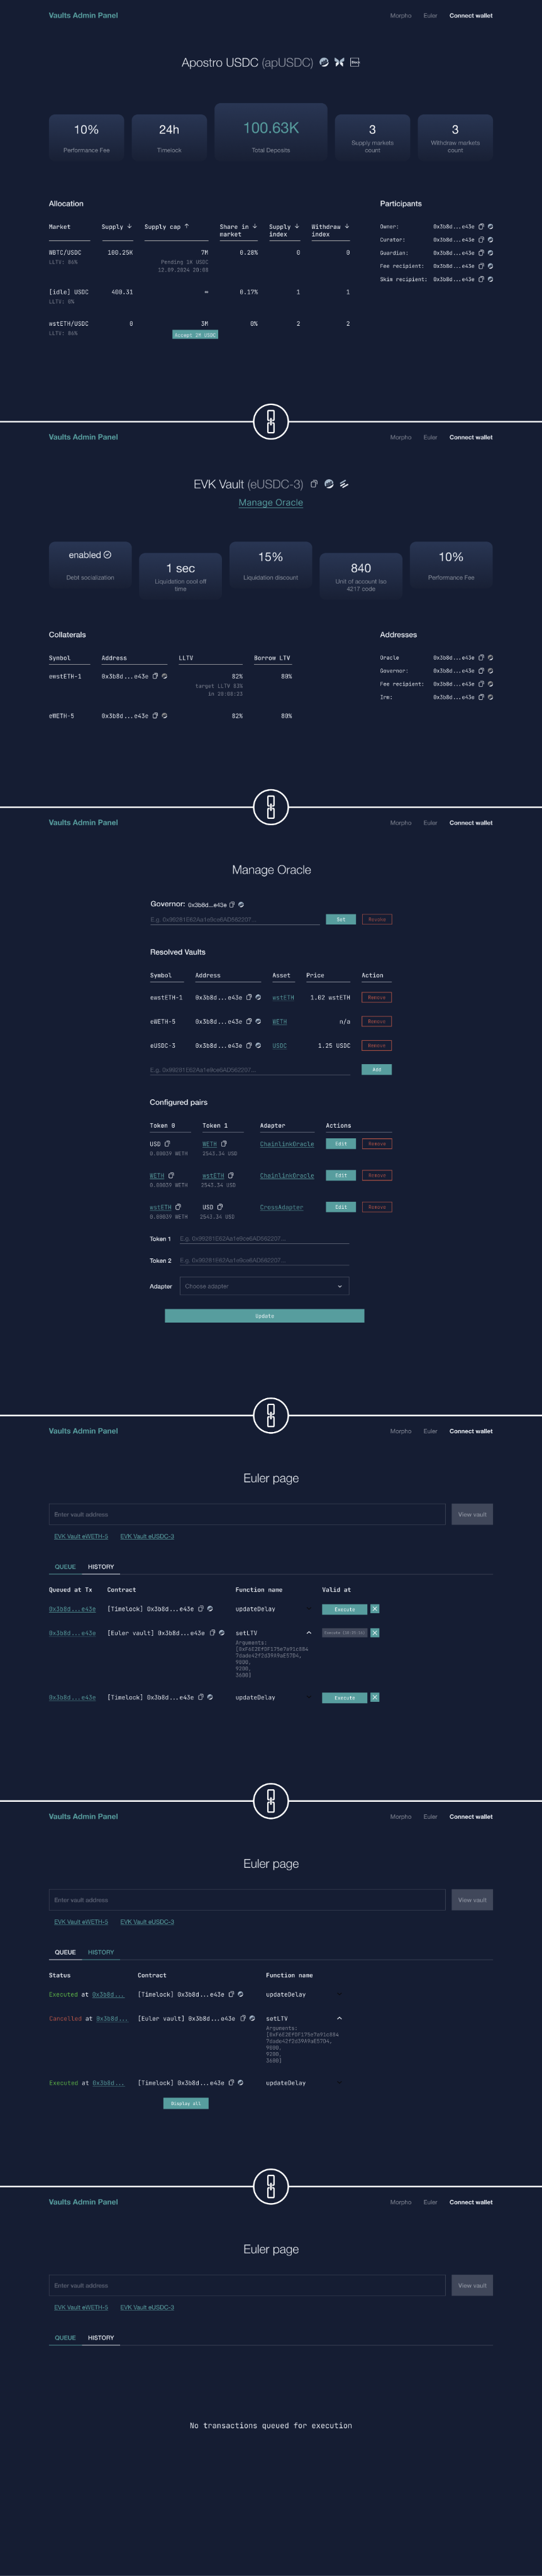 Vaults Admin Panel Morpho Euler Connect wallet
Apostro USDC (apUSDC)
10% 24h 100.63K 3 3
Performance Fee Timelock Total Deposits Supply markets count Withdraw markets count
Allocation Participants
Market Supply Supply cap Share in market Supply index Withdraw index
WBTC/USDC 100.25K 7M 0.28% 0 0
LLTV: 86% Pending 1K USDC
12.09.2024 20:08
[idle] USDC 400.31 ∞ 0.17% 1 1
LLTV: 0%
wstETH/USDC 0 3M 0% 2 2
LLTV: 86% Accept 2M USDC
Owner: 0x3b8d...e43e
Curator: 0x3b8d...e43e
Guardian: 0x3b8d...e43e
Fee recipient: 0x3b8d...e43e
Skim recipient: 0x3b8d...e43e
Vaults Admin Panel Morpho Euler Connect wallet
EVK Vault (eUSDC-3)
Manage Oracle
enabled 1 sec 15% 840 10%
Debt socialization Liquidation cool off time Liquidation discount Unit of account iso 4217 code Performance Fee
Collaterals Addresses
Symbol Address LLTV Borrow LTV
ewstETH-1 0x3b8d...e43e 82% 80%
target LLTV 83%
eWETH-5 0x3b8d...e43e 82% 80%
Oracle 0x3b8d...e43e
Governor: 0x3b8d...e43e
Fee recipient: 0x3b8d...e43e
Irm: 0x3b8d...e43e
Vaults Admin Panel Morpho Euler Connect wallet
Manage Oracle
Governor: 0x3b8d...e43e
Set
Resolved Vaults
Symbol Address Asset Price Action
ewstETH-1 0x3b8d...e43e wstETH 1.02 wstETH Remove
eWETH-5 0x3b8d...e43e WETH n/a Remove
eUSDC-3 0x3b8d...e43e USDC 1.25 USDC Remove
Add
Configured pairs
Token 0 Token 1 Adapter Actions
USD WETH ChainlinkOracle Edit Remove
0.00039 WETH 2543.34 USD
WETH wstETH ChainlinkOracle Edit Remove
0.00039 WETH 2543.34 USD
wstETH USD CrossAdapter Edit Remove
0.00039 WETH 2543.34 USD
Token 1
Token 2
Adapter Choose adapter
Update
Vaults Admin Panel Morpho Euler Connect wallet
Euler page
Enter vault address View vault
EVK Vault eWETH-5 EVK Vault eUSDC-3
QUEUE HISTORY
Queued at Tx Contract Function name Valid at
0x3b8d...e43e [Timelock] 0x3b8d...e43e updateDelay Execute
0x3b8d...e43e [Euler vault] 0x3b8d...e43e setLTV
Arguments:
9000,
9200,
3600]
0x3b8d...e43e [Timelock] 0x3b8d...e43e updateDelay Execute
Vaults Admin Panel Morpho Euler Connect wallet
Euler page
Enter vault address View vault
EVK Vault eWETH-5 EVK Vault eUSDC-3
QUEUE HISTORY
Status Contract Function name
Executed at 0x3b8d... [Timelock] 0x3b8d...e43e updateDelay
Cancelled at 0x3b8d... [Euler vault] 0x3b8d...e43e setLTV
Arguments:
9000,
9200,
3600]
Executed at 0x3b8d... [Timelock] 0x3b8d...e43e updateDelay
Display all
Vaults Admin Panel Morpho Euler Connect wallet
Euler page
Enter vault address View vault
EVK Vault eWETH-5 EVK Vault eUSDC-3
QUEUE HISTORY
No transactions queued for execution